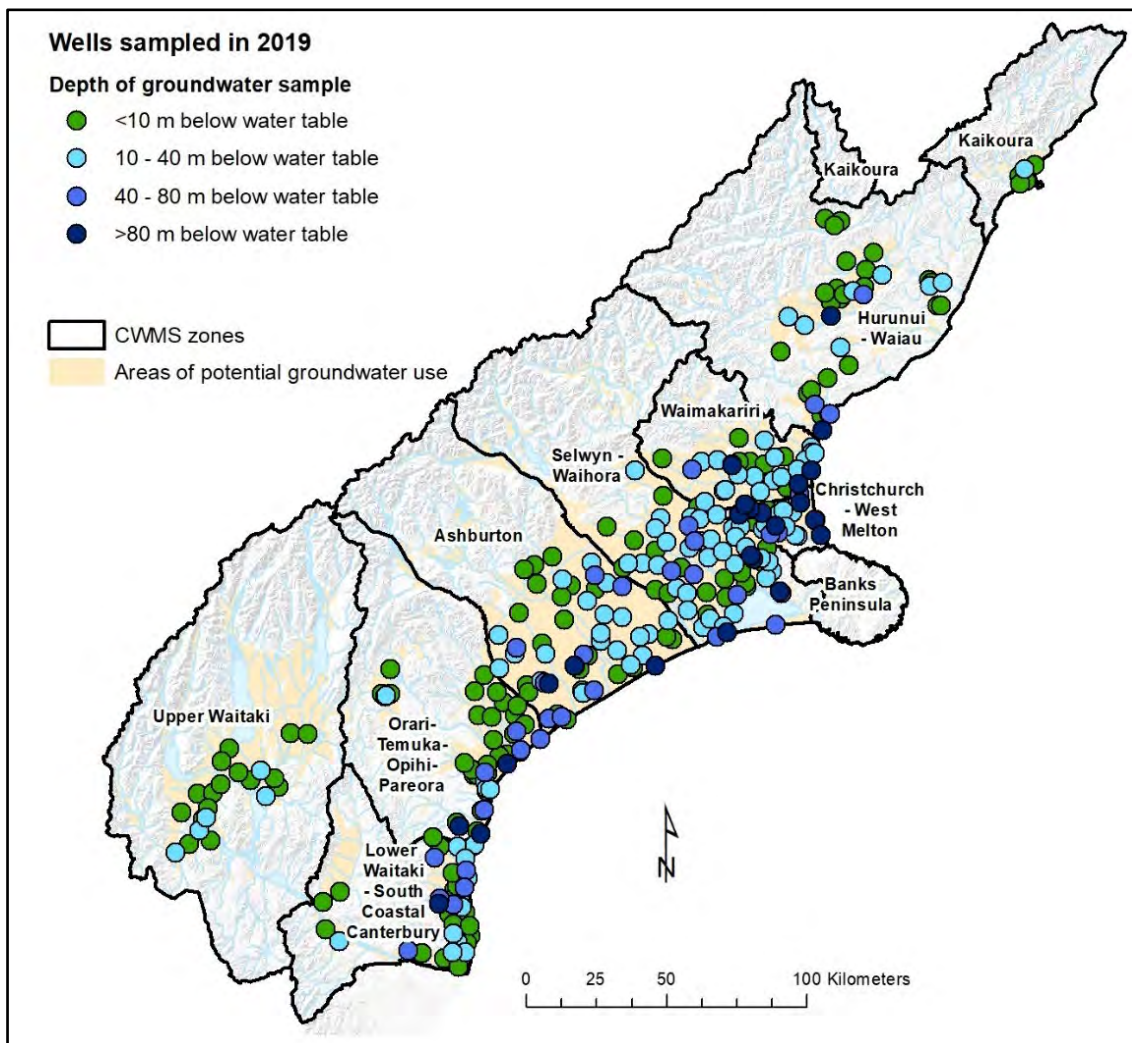 Wells sampled in 2019
Depth of groundwater sample
<10 m below water table
10 - 40 m below water table
40 - 80 m below water table
>80 m below water table
CWMS zones
Areas of potential groundwater use
Kaikoura
Kaikoura
Hurunui
- Waiau
Waimakariri
Selwyn -
Waihora
Christchurch
- West
Melton
Ashburton
Banks
Peninsula
Upper Waitaki
Orari-
Temuka-
Opihi-
Pareora
Lower
Waitaki
- South
Coastal
Canterbury
N
0 25 50 100 Kilometers